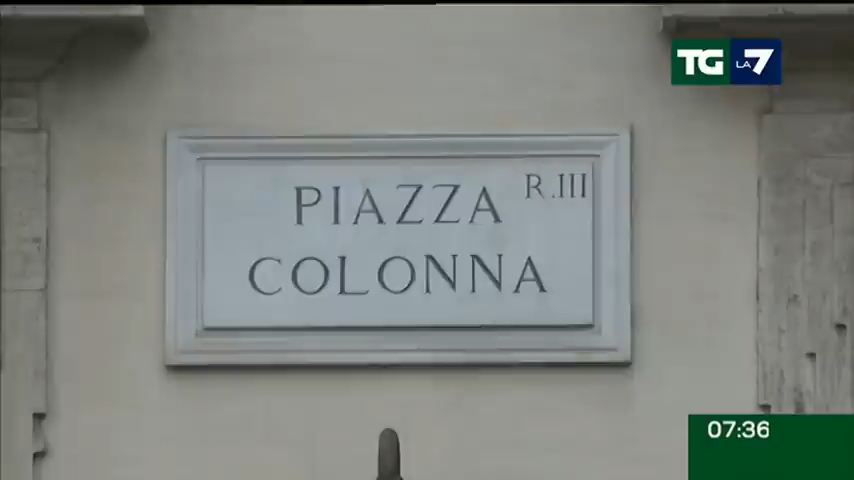 TG LA7
R.III
PIAZZA
COLONNA
07:36